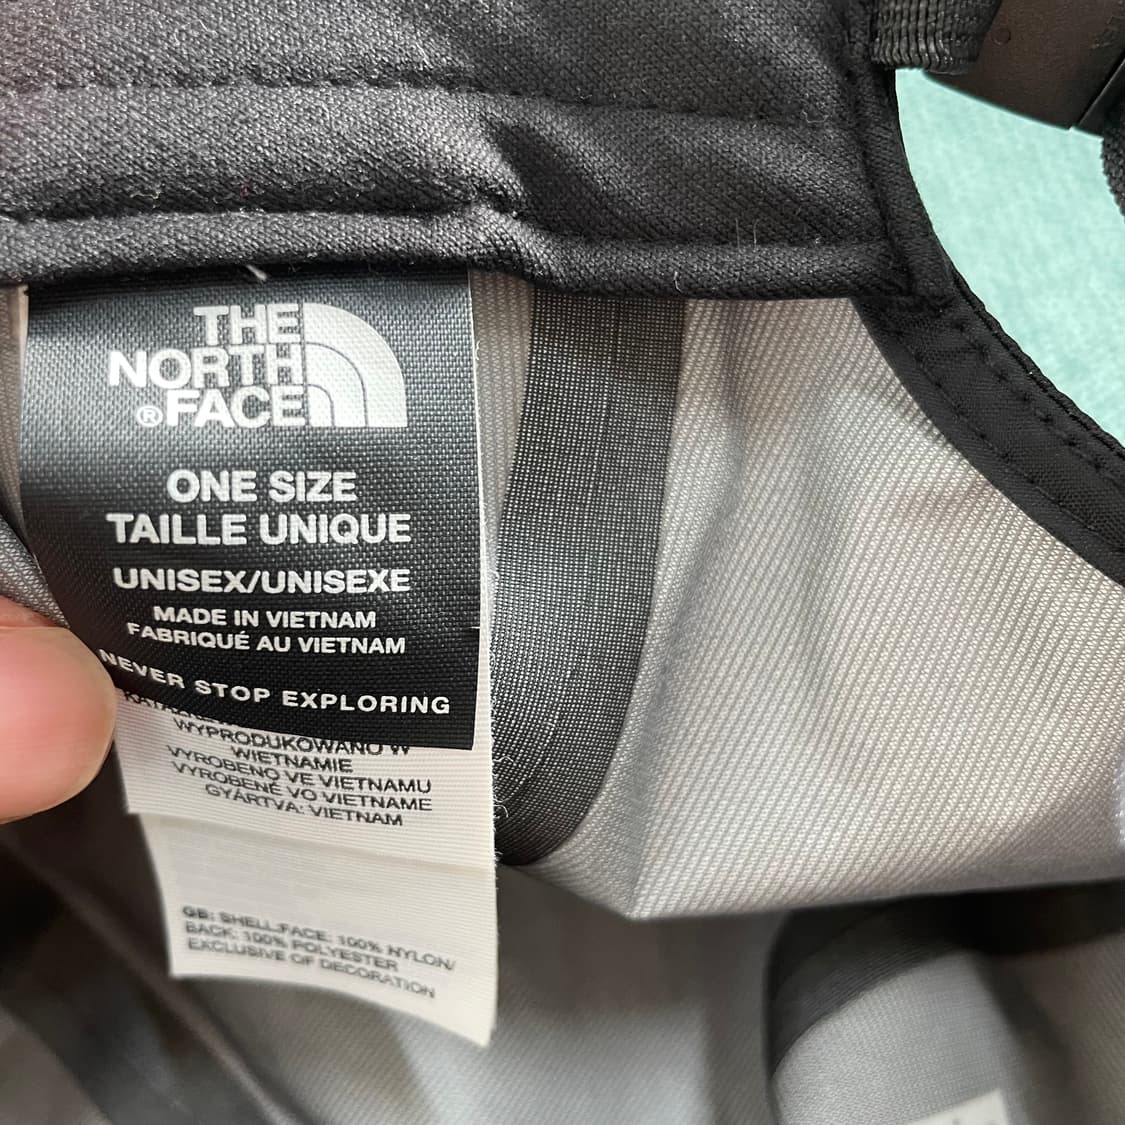 THE
NORTH
®FACE
ONE SIZE
TAILLE UNIQUE
UNISEX/UNISEXE
MADE IN VIETNAM
FABRIQUÉ AU VIETNAM
NEVER STOP EXPLORING
WYPRODUKOWANO W
WIETNAMIE
VYROBENO VE VIETNAMU
VYROBENÉ VO VIETNAME
GYÁRTVA: VIETNAM
GB: SHELL:FACE: 100% NYLON/
BACK: 100% POLYESTER
EXCLUSIVE OF DECORATION